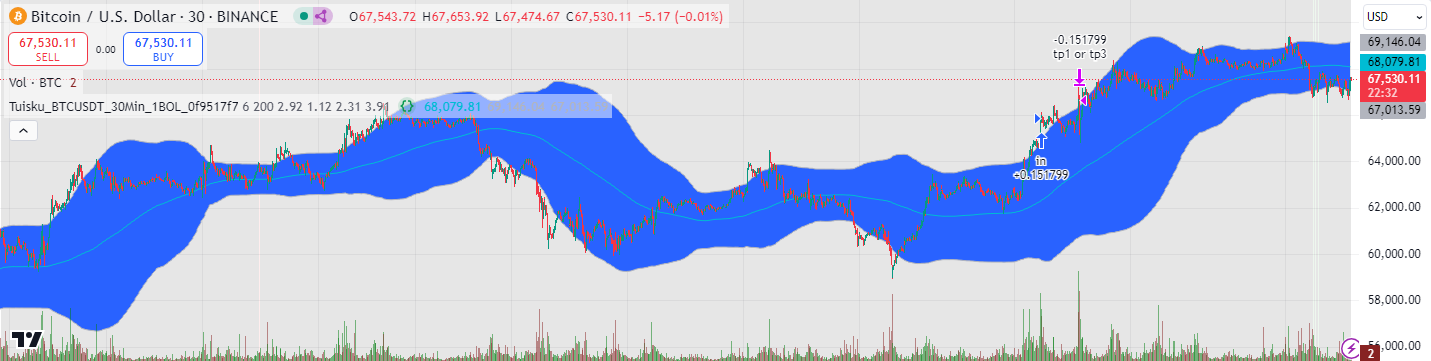 Bitcoin / U.S. Dollar · 30 · BINANCE O67,543.72 H67,653.92 L67,474.67 C67,530.11 −5.17 (−0.01%)
USD
67,530.11
SELL
0.00
67,530.11
BUY
Vol · BTC 2
Tuisku_BTCUSDT_30Min_1BOL_0f9517f7 6 200 2.92 1.12 2.31 3.91 {} 68,079.81
-0.151799
tp1 or tp3
in
+0.151799
69,146.04
68,079.81
67,530.11
22:32
67,013.59
64,000.00
62,000.00
60,000.00
58,000.00
56,000.00
2